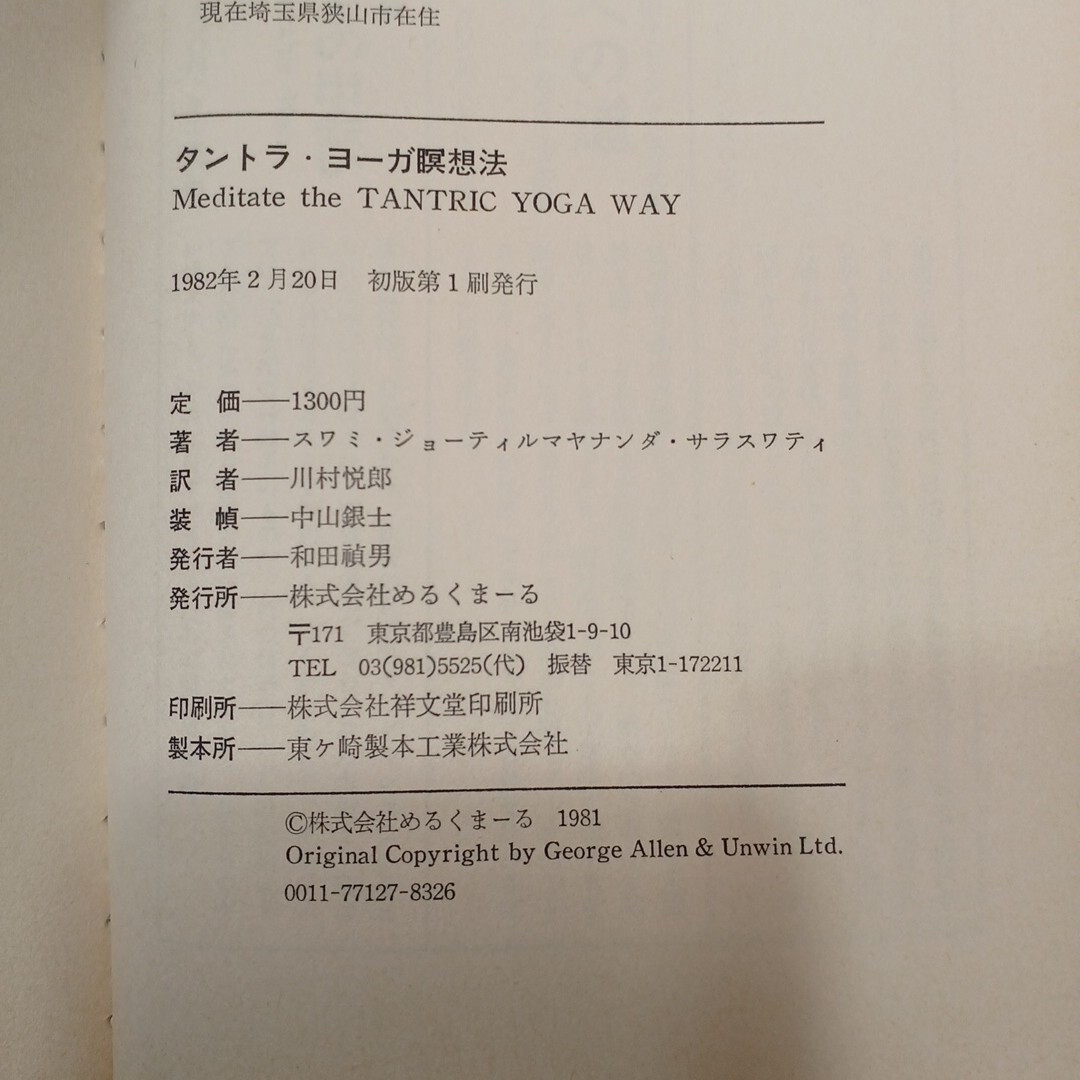 現在埼玉県狭山市在住
タントラ・ヨーガ瞑想法
Meditate the TANTRIC YOGA WAY
1982年2月20日 初版第1刷発行
定 価――1300円
著 者――スワミ・ジョーティルマヤナンダ・サラスワティ
訳 者――川村悦郎
装 幀――中山銀士
発行者――和田禎男
発行所――株式会社めるくまーる
〒171 東京都豊島区南池袋1-9-10
TEL 03(981)5525(代) 振替 東京1-172211
印刷所――株式会社祥文堂印刷所
製本所――東ケ崎製本工業株式会社
©株式会社めるくまーる 1981
Original Copyright by George Allen & Unwin Ltd.
0011-77127-8326